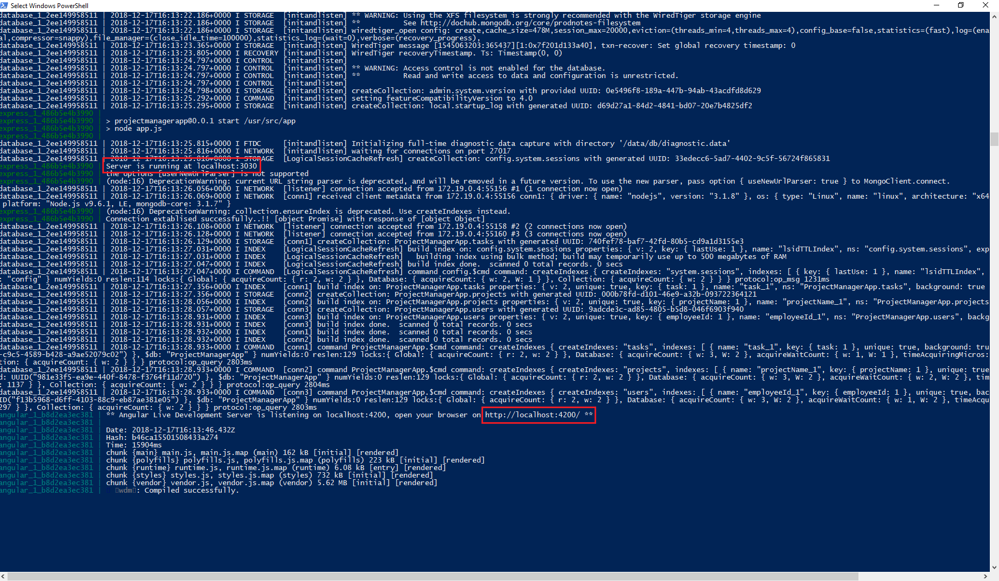 Select Windows PowerShell
database_1_2ee149958511 | 2018-12-17T16:13:22.186+0000 I STORAGE  [initandlisten] ** WARNING: Using the XFS filesystem is strongly recommended with the WiredTiger storage engine
database_1_2ee149958511 | 2018-12-17T16:13:22.186+0000 I STORAGE  [initandlisten] **          See http://dochub.mongodb.org/core/prodnotes-filesystem
database_1_2ee149958511 | 2018-12-17T16:13:22.186+0000 I STORAGE  [initandlisten] wiredtiger_open config: create,cache_size=478M,session_max=20000,eviction=(threads_min=4,threads_max=4),config_base=false,statistics=(fast),log=(ena
al,compressor=snappy),file_manager=(close_idle_time=100000),statistics_log=(wait=0),verbose=(recovery_progress),
database_1_2ee149958511 | 2018-12-17T16:13:23.365+0000 I STORAGE  [initandlisten] WiredTiger message [1545063203:365437][1:0x7f201d133a40], txn-recover: Set global recovery timestamp: 0
database_1_2ee149958511 | 2018-12-17T16:13:23.805+0000 I RECOVERY [initandlisten] WiredTiger recoveryTimestamp. Ts: Timestamp(0, 0)
database_1_2ee149958511 | 2018-12-17T16:13:24.797+0000 I CONTROL  [initandlisten]
database_1_2ee149958511 | 2018-12-17T16:13:24.797+0000 I CONTROL  [initandlisten] ** WARNING: Access control is not enabled for the database.
database_1_2ee149958511 | 2018-12-17T16:13:24.797+0000 I CONTROL  [initandlisten] **          Read and write access to data and configuration is unrestricted.
database_1_2ee149958511 | 2018-12-17T16:13:24.797+0000 I CONTROL  [initandlisten]
database_1_2ee149958511 | 2018-12-17T16:13:24.798+0000 I STORAGE  [initandlisten] createCollection: admin.system.version with provided UUID: 0e5496f8-189a-447b-94ab-43acdfd8d629
database_1_2ee149958511 | 2018-12-17T16:13:25.292+0000 I COMMAND  [initandlisten] setting featureCompatibilityVersion to 4.0
database_1_2ee149958511 | 2018-12-17T16:13:25.295+0000 I STORAGE  [initandlisten] createCollection: local.startup_log with generated UUID: d69d27a1-84d2-4841-bd07-20e7b4825df2
express_1_486b5e4b3990 |
express_1_486b5e4b3990 | > projectmanagerapp@0.0.1 start /usr/src/app
express_1_486b5e4b3990 | > node app.js
express_1_486b5e4b3990 |
database_1_2ee149958511 | 2018-12-17T16:13:25.815+0000 I FTDC     [initandlisten] Initializing full-time diagnostic data capture with directory '/data/db/diagnostic.data'
database_1_2ee149958511 | 2018-12-17T16:13:25.816+0000 I NETWORK  [initandlisten] waiting for connections on port 27017
database_1_2ee149958511 | 2018-12-17T16:13:25.816+0000 I STORAGE  [LogicalSessionCacheRefresh] createCollection: config.system.sessions with generated UUID: 33edecc6-5ad7-4402-9c5f-56724f865831
express_1_486b5e4b3990 | Server is running at localhost:3030
express_1_486b5e4b3990 | the options [userNewUrlParser] is not supported
express_1_486b5e4b3990 | (node:16) DeprecationWarning: current URL string parser is deprecated, and will be removed in a future version. To use the new parser, pass option { useNewUrlParser: true } to MongoClient.connect.
database_1_2ee149958511 | 2018-12-17T16:13:26.056+0000 I NETWORK  [listener] connection accepted from 172.19.0.4:55156 #1 (1 connection now open)
database_1_2ee149958511 | 2018-12-17T16:13:26.069+0000 I NETWORK  [conn1] received client metadata from 172.19.0.4:55156 conn1: { driver: { name: "nodejs", version: "3.1.8" }, os: { type: "Linux", name: "linux", architecture: "x64
 platform: "Node.js v9.6.1, LE, mongodb-core: 3.1.7" }
express_1_486b5e4b3990 | (node:16) DeprecationWarning: collection.ensureIndex is deprecated. Use createIndexes instead.
express_1_486b5e4b3990 | Connection extablised successfully..!! [object Promise] with response of [object Object]
database_1_2ee149958511 | 2018-12-17T16:13:26.108+0000 I NETWORK  [listener] connection accepted from 172.19.0.4:55158 #2 (2 connections now open)
database_1_2ee149958511 | 2018-12-17T16:13:26.128+0000 I NETWORK  [listener] connection accepted from 172.19.0.4:55160 #3 (3 connections now open)
database_1_2ee149958511 | 2018-12-17T16:13:26.129+0000 I STORAGE  [conn1] createCollection: ProjectManagerApp.tasks with generated UUID: 740fef78-baf7-42fd-80b5-cd9a1d3155e3
database_1_2ee149958511 | 2018-12-17T16:13:27.031+0000 I INDEX    [LogicalSessionCacheRefresh] build index on: config.system.sessions properties: { v: 2, key: { lastUse: 1 }, name: "lsidTTLIndex", ns: "config.system.sessions", exp
database_1_2ee149958511 | 2018-12-17T16:13:27.031+0000 I INDEX    [LogicalSessionCacheRefresh]   building index using bulk method; build may temporarily use up to 500 megabytes of RAM
database_1_2ee149958511 | 2018-12-17T16:13:27.047+0000 I INDEX    [LogicalSessionCacheRefresh] build index done.  scanned 0 total records. 0 secs
database_1_2ee149958511 | 2018-12-17T16:13:27.047+0000 I COMMAND  [LogicalSessionCacheRefresh] command config.$cmd command: createIndexes { createIndexes: "system.sessions", indexes: [ { key: { lastUse: 1 }, name: "lsidTTLIndex",
: "config" } numYields:0 reslen:114 locks:{ Global: { acquireCount: { r: 2, w: 2 } }, Database: { acquireCount: { w: 2, W: 1 } }, Collection: { acquireCount: { w: 2 } } } protocol:op_msg 1231ms
database_1_2ee149958511 | 2018-12-17T16:13:27.356+0000 I INDEX    [conn1] build index on: ProjectManagerApp.tasks properties: { v: 2, unique: true, key: { task: 1 }, name: "task_1", ns: "ProjectManagerApp.tasks", background: true
database_1_2ee149958511 | 2018-12-17T16:13:27.356+0000 I STORAGE  [conn2] createCollection: ProjectManagerApp.projects with generated UUID: 000b78fd-d101-46e9-a32b-093722364121
database_1_2ee149958511 | 2018-12-17T16:13:28.056+0000 I INDEX    [conn2] build index on: ProjectManagerApp.projects properties: { v: 2, unique: true, key: { projectName: 1 }, name: "projectName_1", ns: "ProjectManagerApp.projects
database_1_2ee149958511 | 2018-12-17T16:13:28.057+0000 I STORAGE  [conn3] createCollection: ProjectManagerApp.users with generated UUID: 9adcde3c-ad85-4805-b5d8-046f6903f940
database_1_2ee149958511 | 2018-12-17T16:13:28.931+0000 I INDEX    [conn3] build index on: ProjectManagerApp.users properties: { v: 2, unique: true, key: { employeeId: 1 }, name: "employeeId_1", ns: "ProjectManagerApp.users", backg
database_1_2ee149958511 | 2018-12-17T16:13:28.931+0000 I INDEX    [conn3] build index done.  scanned 0 total records. 0 secs
database_1_2ee149958511 | 2018-12-17T16:13:28.932+0000 I INDEX    [conn1] build index done.  scanned 0 total records. 0 secs
database_1_2ee149958511 | 2018-12-17T16:13:28.932+0000 I INDEX    [conn2] build index done.  scanned 0 total records. 0 secs
database_1_2ee149958511 | 2018-12-17T16:13:28.933+0000 I COMMAND  [conn1] command ProjectManagerApp.$cmd command: createIndexes { createIndexes: "tasks", indexes: [ { name: "task_1", key: { task: 1 }, unique: true, background: tru
-c9c5-4589-b428-a9ae52079c02") }, $db: "ProjectManagerApp" } numYields:0 reslen:129 locks:{ Global: { acquireCount: { r: 2, w: 2 } }, Database: { acquireCount: { w: 3, W: 2 }, acquireWaitCount: { w: 1, W: 1 }, timeAcquiringMicros:
tion: { acquireCount: { w: 2 } } } protocol:op_query 2803ms
database_1_2ee149958511 | 2018-12-17T16:13:28.933+0000 I COMMAND  [conn2] command ProjectManagerApp.$cmd command: createIndexes { createIndexes: "projects", indexes: [ { name: "projectName_1", key: { projectName: 1 }, unique: true
d: UUID("981e33f5-ea9e-440f-8478-f3764f11d720") }, $db: "ProjectManagerApp" } numYields:0 reslen:129 locks:{ Global: { acquireCount: { r: 2, w: 2 } }, Database: { acquireCount: { w: 3, W: 2 }, acquireWaitCount: { w: 2, W: 2 }, tim
: 1137 } }, Collection: { acquireCount: { w: 2 } } } protocol:op_query 2804ms
database_1_2ee149958511 | 2018-12-17T16:13:28.933+0000 I COMMAND  [conn3] command ProjectManagerApp.$cmd command: createIndexes { createIndexes: "users", indexes: [ { name: "employeeId_1", key: { employeeId: 1 }, unique: true, bac
ID("f13b5968-d6ff-4103-88c9-eb87ae381e05") }, $db: "ProjectManagerApp" } numYields:0 reslen:129 locks:{ Global: { acquireCount: { r: 2, w: 2 } }, Database: { acquireCount: { w: 3, W: 2 }, acquireWaitCount: { w: 1, W: 2 }, timeAcqu
297 } }, Collection: { acquireCount: { w: 2 } } } protocol:op_query 2803ms
angular_1_b8d2ea3ec381 | ** Angular Live Development Server is listening on localhost:4200, open your browser on http://localhost:4200/ **
angular_1_b8d2ea3ec381 |
angular_1_b8d2ea3ec381 | Date: 2018-12-17T16:13:46.432Z
angular_1_b8d2ea3ec381 | Hash: b46ca15501508433a274
angular_1_b8d2ea3ec381 | Time: 15904ms
angular_1_b8d2ea3ec381 | chunk {main} main.js, main.js.map (main) 162 kB [initial] [rendered]
angular_1_b8d2ea3ec381 | chunk {polyfills} polyfills.js, polyfills.js.map (polyfills) 223 kB [initial] [rendered]
angular_1_b8d2ea3ec381 | chunk {runtime} runtime.js, runtime.js.map (runtime) 6.08 kB [entry] [rendered]
angular_1_b8d2ea3ec381 | chunk {styles} styles.js, styles.js.map (styles) 732 kB [initial] [rendered]
angular_1_b8d2ea3ec381 | chunk {vendor} vendor.js, vendor.js.map (vendor) 5.62 MB [initial] [rendered]
angular_1_b8d2ea3ec381 | wdm: Compiled successfully.